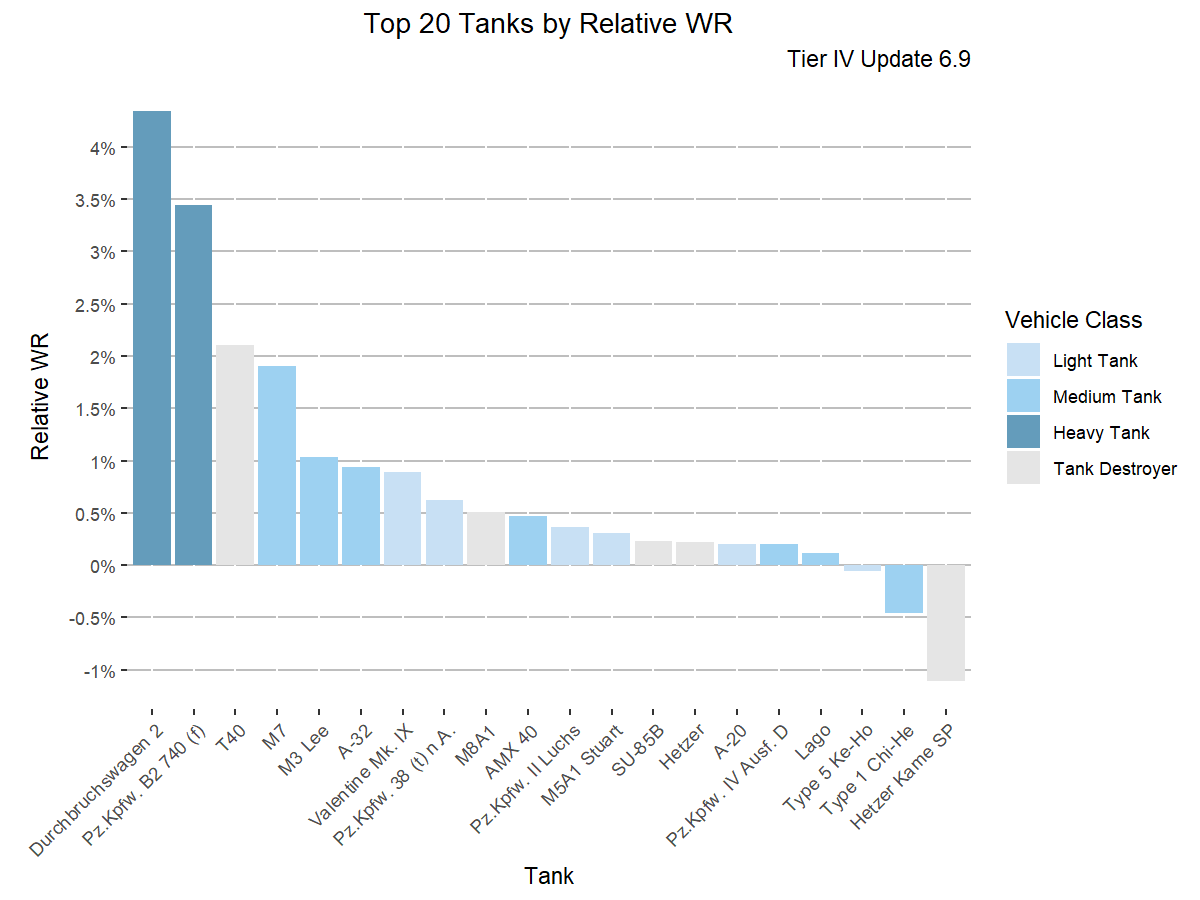 Top 20 Tanks by Relative WR
Tier IV Update 6.9
4%
3.5%
3%
2.5%
2%
1.5%
1%
0.5%
0%
-0.5%
-1%
Relative WR
Durchbruchswagen 2
Pz.Kpfw. B2 740 (f)
T40
M7
M3 Lee
A-32
Valentine Mk. IX
Pz.Kpfw. 38 (t) n.A.
M8A1
AMX 40
Pz.Kpfw. II Luchs
M5A1 Stuart
SU-85B
Hetzer
A-20
Pz.Kpfw. IV Ausf. D
Lago
Type 5 Ke-Ho
Type 1 Chi-He
Hetzer Kame SP
Tank
Vehicle Class
Light Tank
Medium Tank
Heavy Tank
Tank Destroyer